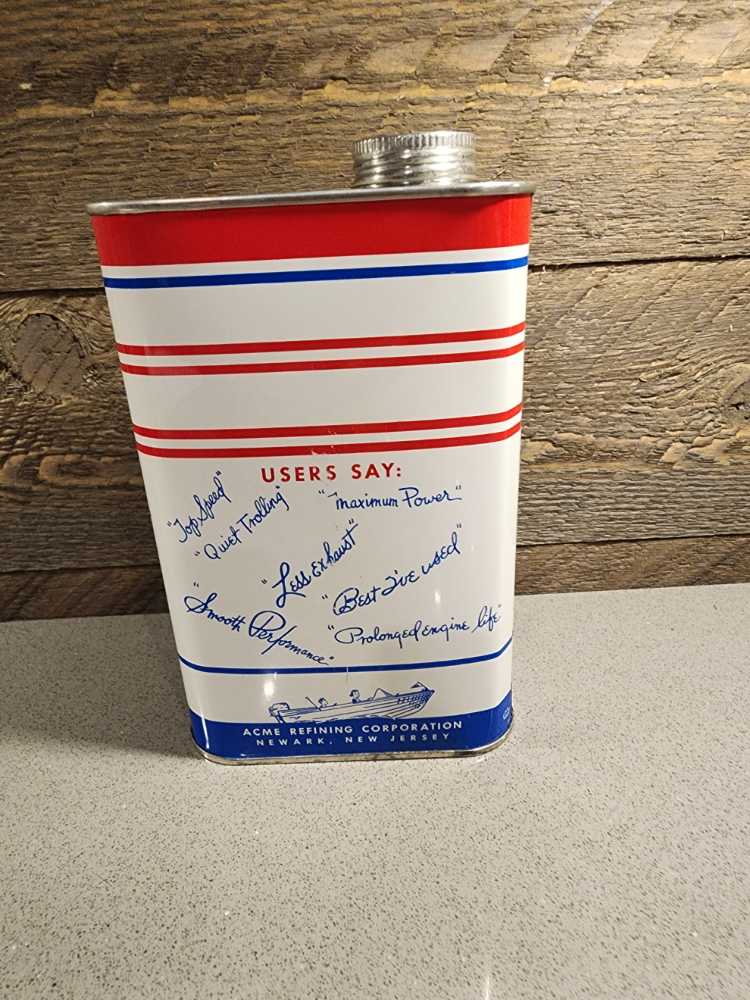 USERS SAY:
"Top Speed"
"Quiet Trolling"
"Maximum Power"
"Less Exhaust"
"Best I've used"
"Smooth Performance"
"Prolonged engine life"
ACME REFINING CORPORATION
NEWARK, NEW JERSEY